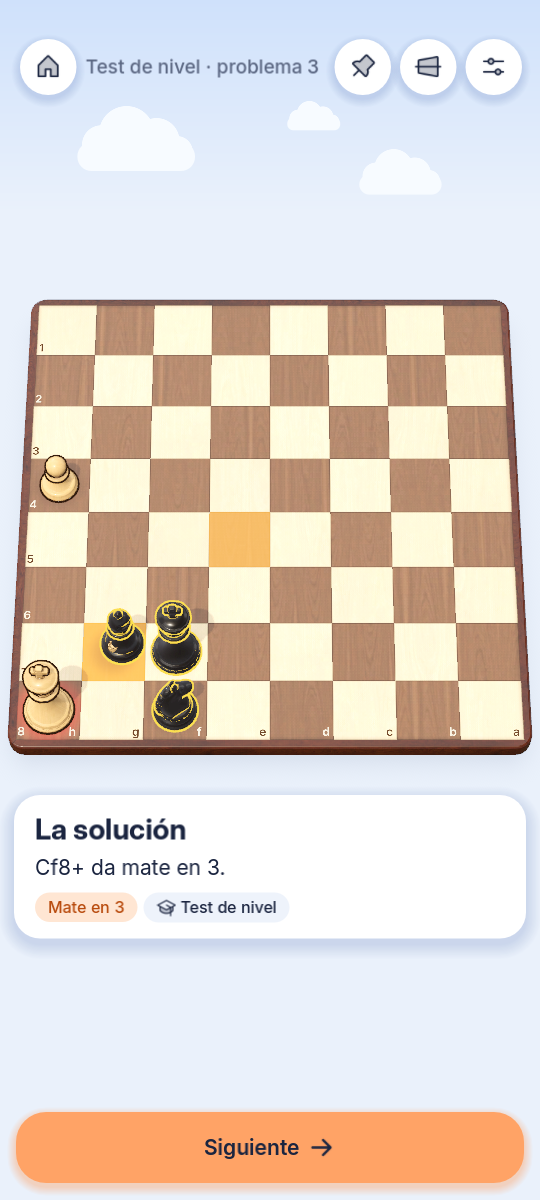 Test de nivel · problema 3
1
2
3
4
5
6
8 h g f e d c b a
La solución
Cf8+ da mate en 3.
Mate en 3
Test de nivel
Siguiente →